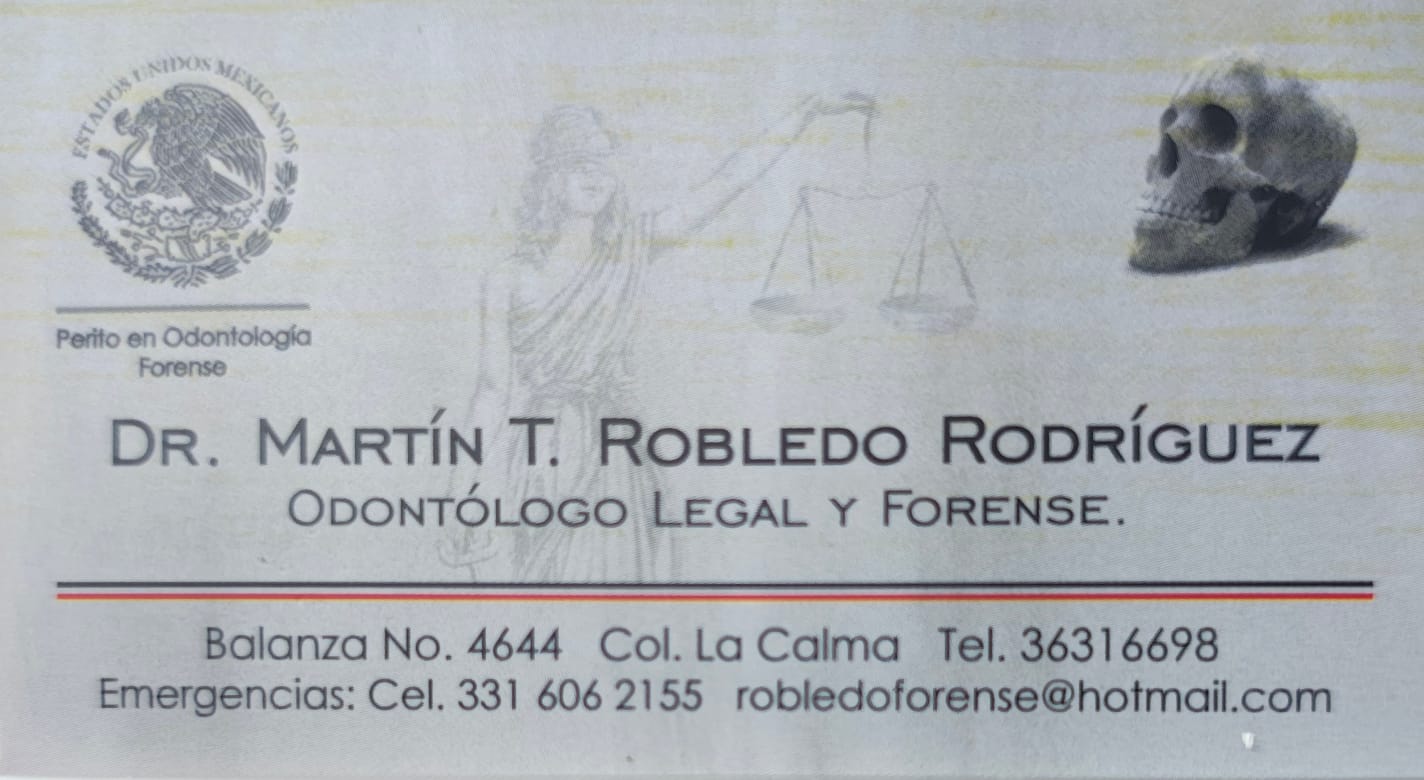 ESTADOS UNIDOS MEXICANOS
Perito en Odontología
Forense
DR. MARTÍN T. ROBLEDO RODRÍGUEZ
ODONTÓLOGO LEGAL Y FORENSE.
Balanza No. 4644 Col. La Calma Tel. 36316698
Emergencias: Cel. 331 606 2155 robledoforense@hotmail.com